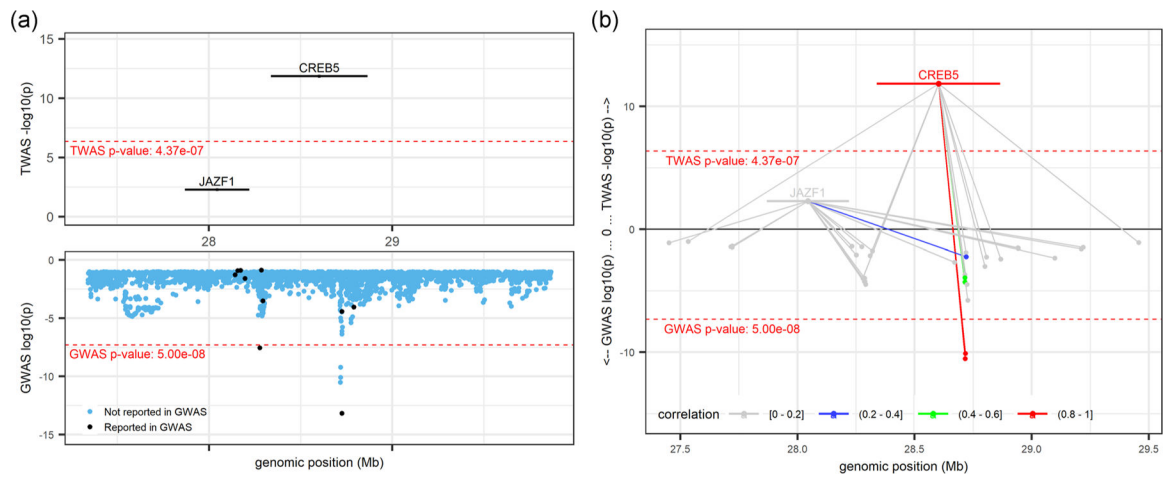 (a)
15
10
5
0
TWAS -log10(p)
CREB5
TWAS p-value: 4.37e-07
JAZF1
28
29
0
-5
-10
-15
GWAS log10(p)
GWAS p-value: 5.00e-08
Not reported in GWAS
Reported in GWAS
genomic position (Mb)
(b)
10
0
-10
<-- GWAS log10(p) ... 0 ... TWAS -log10(p) -->
CREB5
TWAS p-value: 4.37e-07
JAZF1
GWAS p-value: 5.00e-08
correlation [0 - 0.2] (0.2 - 0.4] (0.4 - 0.6] (0.8 - 1]
27.5 28.0 28.5 29.0 29.5
genomic position (Mb)